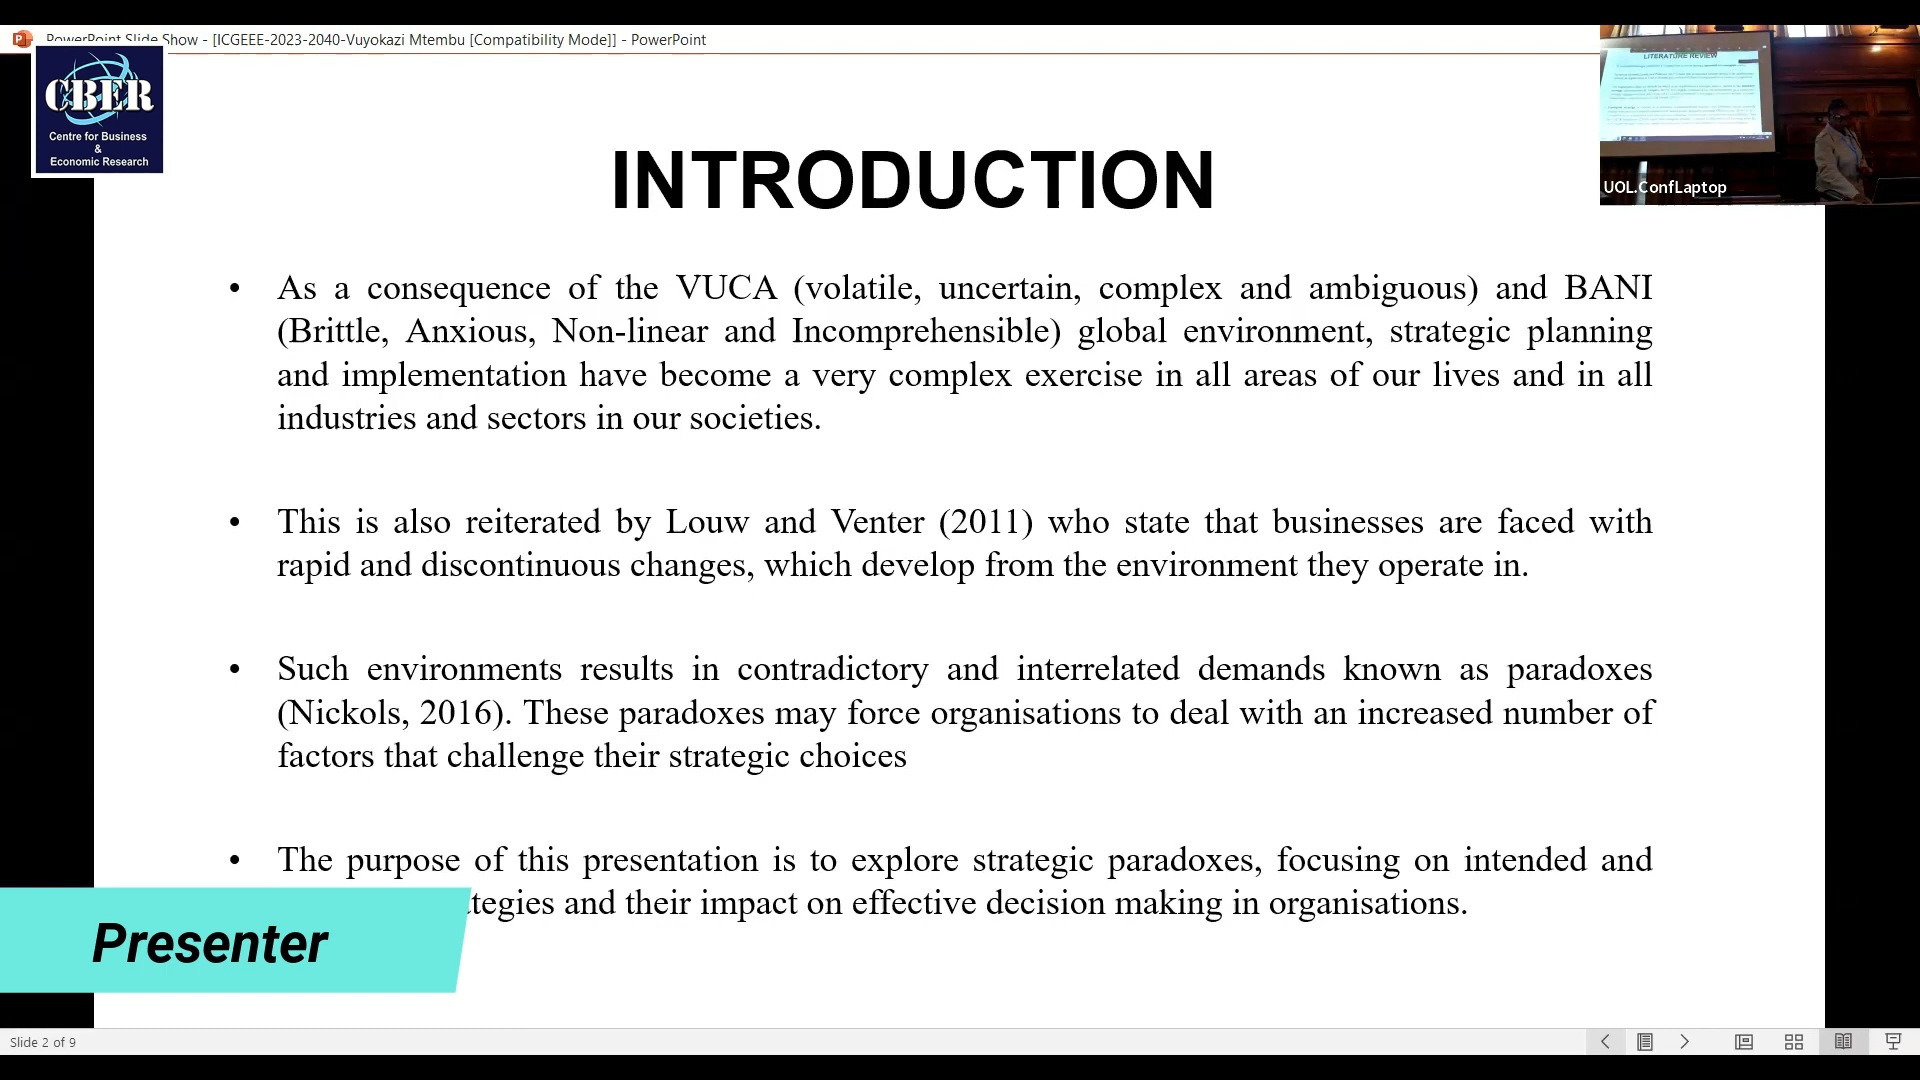 PowerPoint Slide Show - [ICGEEE-2023-2040-Vuyokazi Mtembu [Compatibility Mode]] - PowerPoint
CBER
Centre for Business
&
Economic Research
LITERATURE REVIEW
UOL.ConfLaptop
INTRODUCTION
• As a consequence of the VUCA (volatile, uncertain, complex and ambiguous) and BANI
(Brittle, Anxious, Non-linear and Incomprehensible) global environment, strategic planning
and implementation have become a very complex exercise in all areas of our lives and in all
industries and sectors in our societies.
• This is also reiterated by Louw and Venter (2011) who state that businesses are faced with
rapid and discontinuous changes, which develop from the environment they operate in.
• Such environments results in contradictory and interrelated demands known as paradoxes
(Nickols, 2016). These paradoxes may force organisations to deal with an increased number of
factors that challenge their strategic choices
• The purpose of this presentation is to explore strategic paradoxes, focusing on intended and
tegies and their impact on effective decision making in organisations.
Presenter
Slide 2 of 9